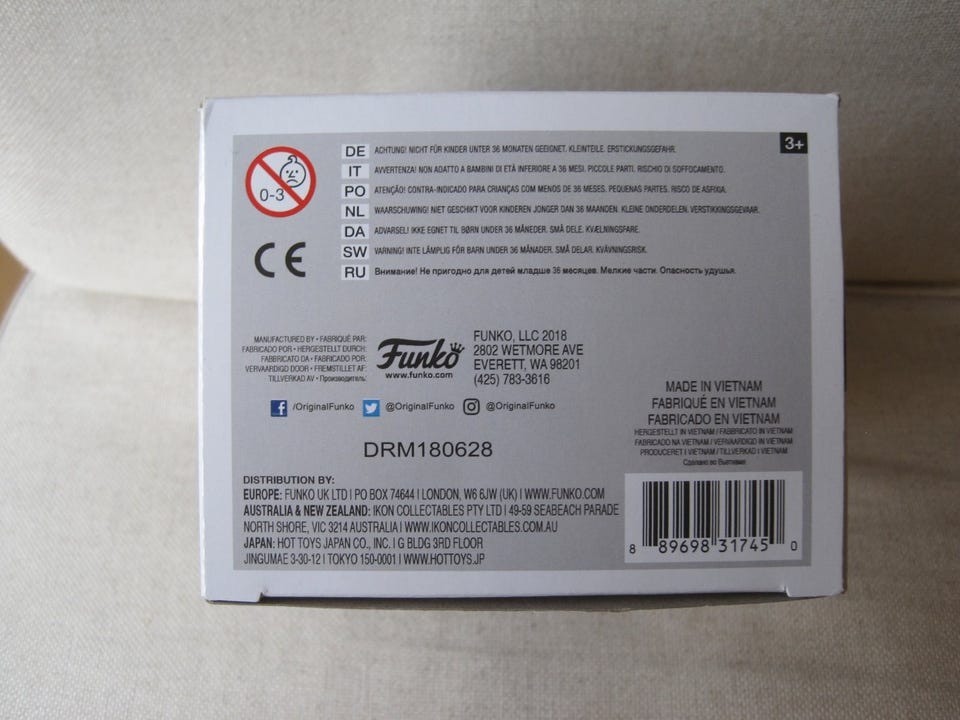 3+
0-3
DE ACHTUNG! NICHT FÜR KINDER UNTER 36 MONATEN GEEIGNET. KLEINTEILE. ERSTICKUNGSGEFAHR.
IT AVVERTENZA! NON ADATTO A BAMBINI DI ETÀ INFERIORE A 36 MESI. PICCOLE PARTI. RISCHIO DI SOFFOCAMENTO.
PO ATENÇÃO! CONTRA-INDICADO PARA CRIANÇAS COM MENOS DE 36 MESES. PEQUENAS PARTES. RISCO DE ASFIXIA.
NL WAARSCHUWING! NIET GESCHIKT VOOR KINDEREN JONGER DAN 36 MAANDEN. KLEINE ONDERDELEN. VERSTIKKINGSGEVAAR.
DA ADVARSEL! IKKE EGNET TIL BØRN UNDER 36 MÅNEDER. SMÅ DELE. KVÆLNINGSFARE.
SW VARNING! INTE LÄMPLIG FÖR BARN UNDER 36 MÅNADER. SMÅ DELAR. KVÄVNINGSRISK.
RU Внимание! Не пригодно для детей младше 36 месяцев. Мелкие части. Опасность удушья.
CE
MANUFACTURED BY • FABRIQUÉ PAR:
FABRICADO POR • HERGESTELLT DURCH:
FABBRICATO DA • FABRICADO POR:
VERVAARDIGD DOOR • FREMSTILLET AF:
TILLVERKAD AV • Производитель:
Funko
www.funko.com
FUNKO, LLC 2018
2802 WETMORE AVE
EVERETT, WA 98201
(425) 783-3616
/OriginalFunko @OriginalFunko @OriginalFunko
DRM180628
MADE IN VIETNAM
FABRIQUÉ EN VIETNAM
FABRICADO EN VIETNAM
HERGESTELLT IN VIETNAM / FABBRICATO IN VIETNAM
FABRICADO NA VIETNAM / VERVAARDIGD IN VIETNAM
PRODUCERET I VIETNAM / TILLVERKAD I VIETNAM
Сделано во Вьетнаме
DISTRIBUTION BY:
EUROPE: FUNKO UK LTD | PO BOX 74644 | LONDON, W6 6JW (UK) | WWW.FUNKO.COM
AUSTRALIA & NEW ZEALAND: IKON COLLECTABLES PTY LTD | 49-59 SEABEACH PARADE
NORTH SHORE, VIC 3214 AUSTRALIA | WWW.IKONCOLLECTABLES.COM.AU
JAPAN: HOT TOYS JAPAN CO., INC. | G BLDG 3RD FLOOR
JINGUMAE 3-30-12 | TOKYO 150-0001 | WWW.HOTTOYS.JP
8 89698 31745 0